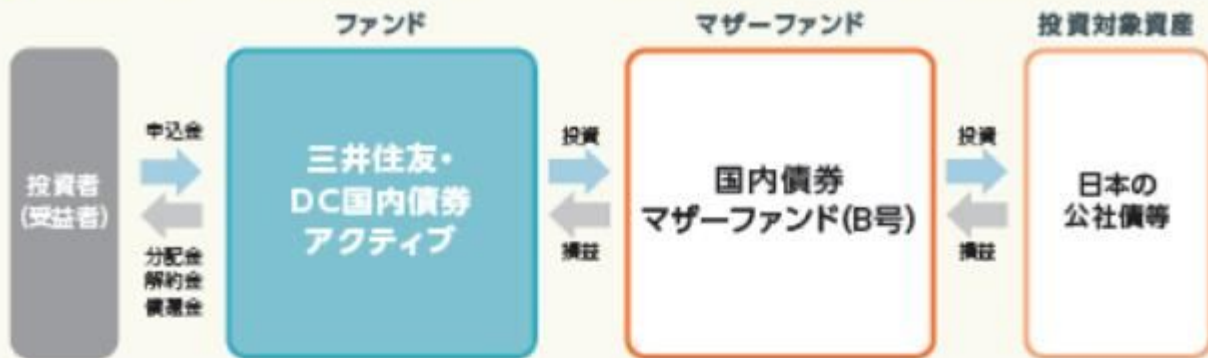 ファンド
マザーファンド
投資対象資産
投資者
(受益者)
申込金
分配金
解約金
償還金
三井住友・
DC国内債券
アクティブ
投資
損益
国内債券
マザーファンド(B号)
投資
損益
日本の
公社債等